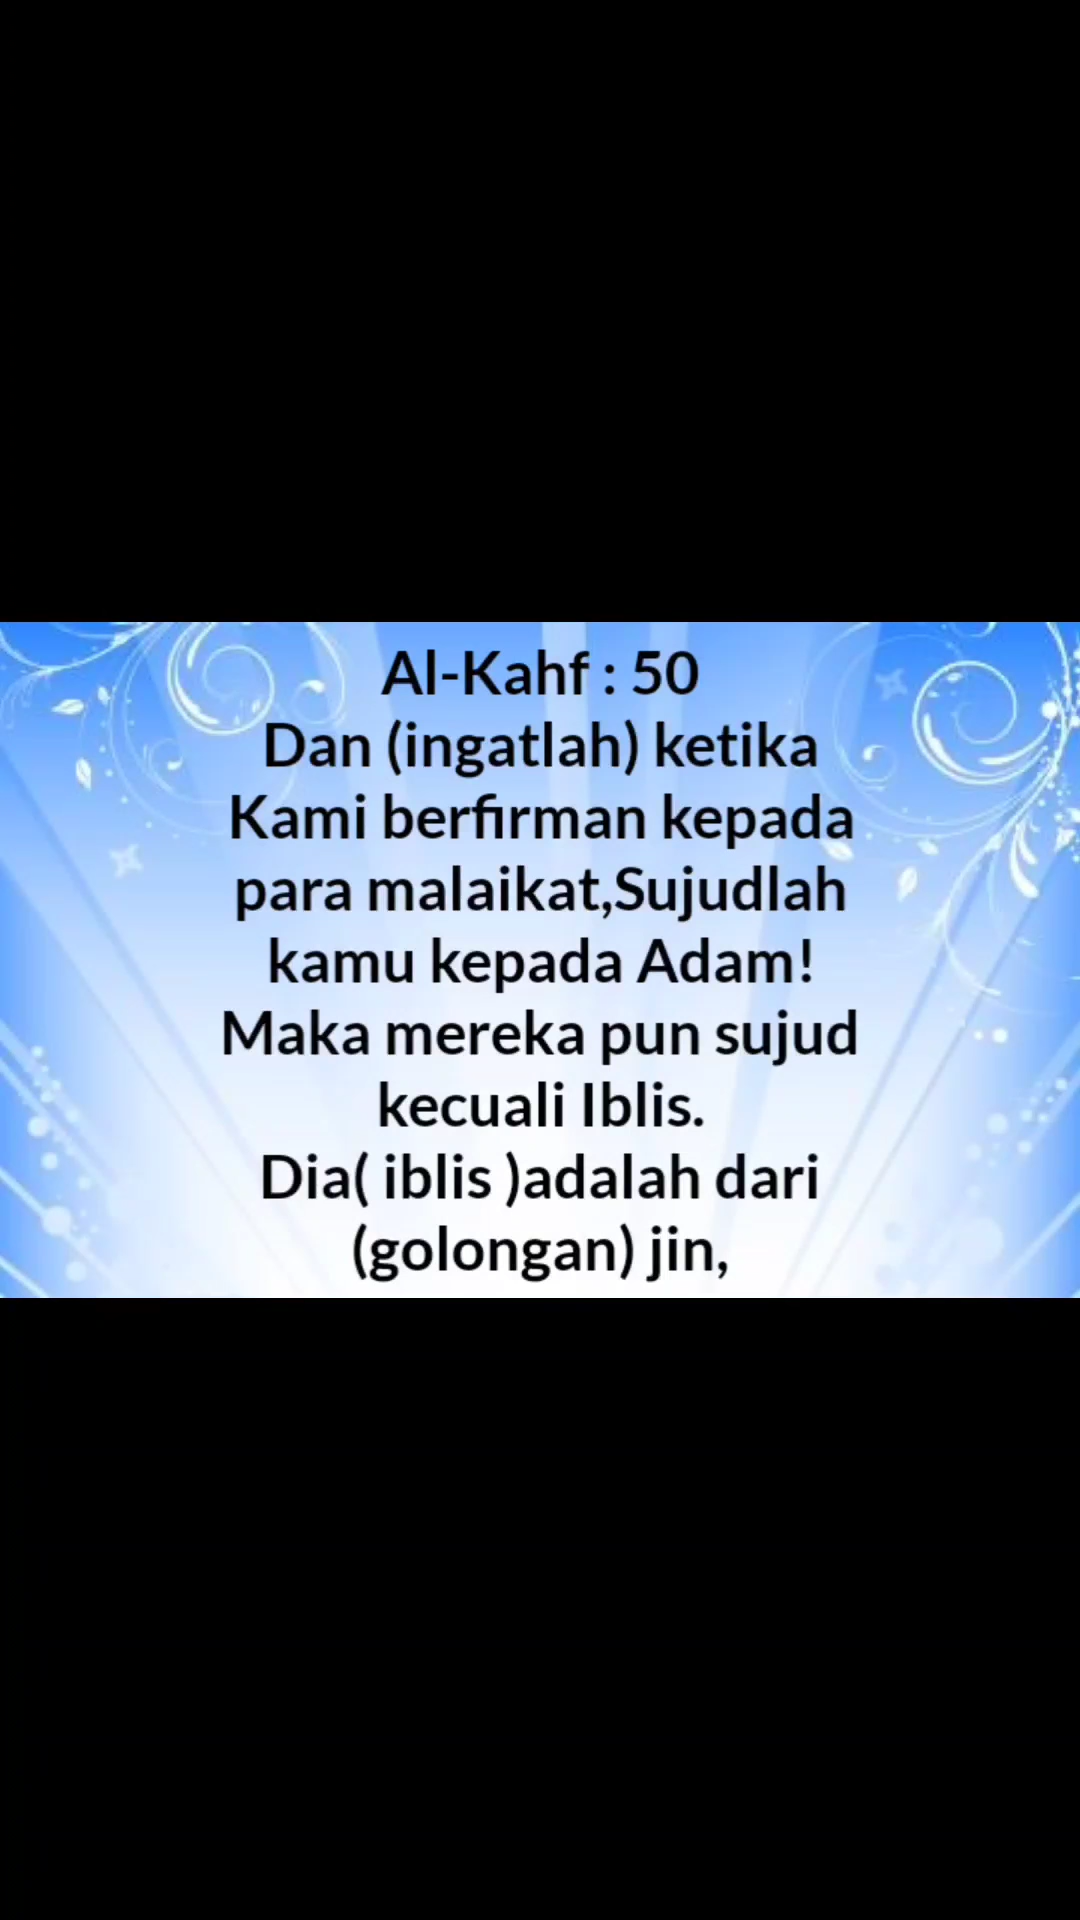 Al-Kahf : 50
Dan (ingatlah) ketika
Kami berfirman kepada
para malaikat,Sujudlah
kamu kepada Adam!
Maka mereka pun sujud
kecuali Iblis.
Dia( iblis )adalah dari
(golongan) jin,